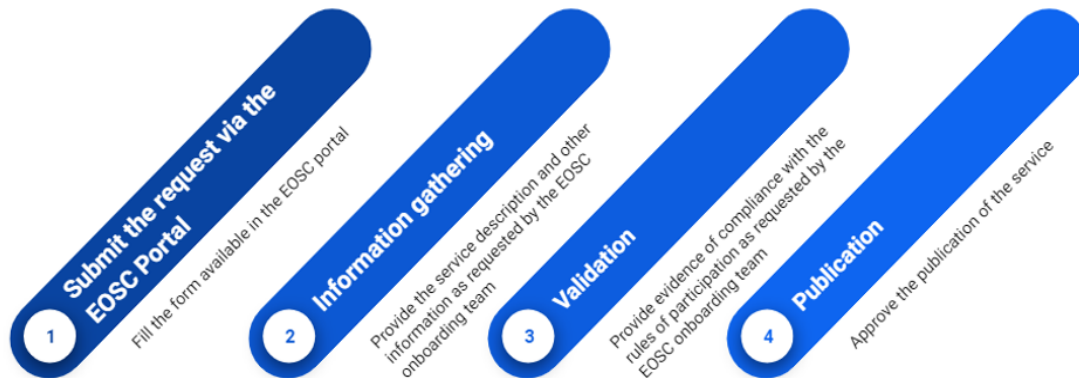 Submit the request via the
EOSC Portal
1
Fill the form available in the EOSC portal
Information gathering
2
Provide the service description and other
information as requested by the EOSC
onboarding team
Validation
3
Provide evidence of compliance with the
rules of participation as requested by the
EOSC onboarding team
Publication
4
Approve the publication of the service